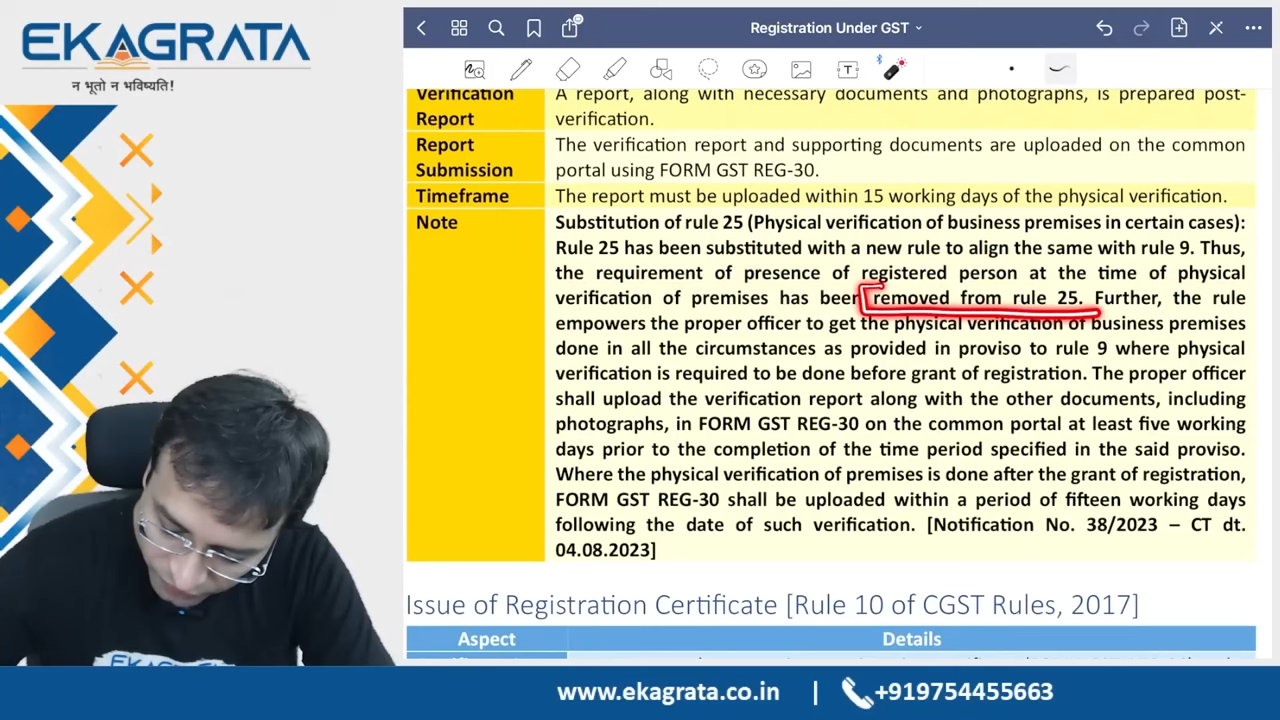 EKAGRATA
न भूतो न भविष्यति!
Registration Under GST
T
Verification
Report
A report, along with necessary documents and photographs, is prepared post-
verification.
Report
Submission
The verification report and supporting documents are uploaded on the common
portal using FORM GST REG-30.
Timeframe
The report must be uploaded within 15 working days of the physical verification.
Note
Substitution of rule 25 (Physical verification of business premises in certain cases):
Rule 25 has been substituted with a new rule to align the same with rule 9. Thus,
the requirement of presence of registered person at the time of physical
verification of premises has been removed from rule 25. Further, the rule
empowers the proper officer to get the physical verification of business premises
done in all the circumstances as provided in proviso to rule 9 where physical
verification is required to be done before grant of registration. The proper officer
shall upload the verification report along with the other documents, including
photographs, in FORM GST REG-30 on the common portal at least five working
days prior to the completion of the time period specified in the said proviso.
Where the physical verification of premises is done after the grant of registration,
FORM GST REG-30 shall be uploaded within a period of fifteen working days
following the date of such verification. [Notification No. 38/2023 – CT dt.
04.08.2023]
Issue of Registration Certificate [Rule 10 of CGST Rules, 2017]
Aspect
Details
EKAGRATA
www.ekagrata.co.in | +919754455663